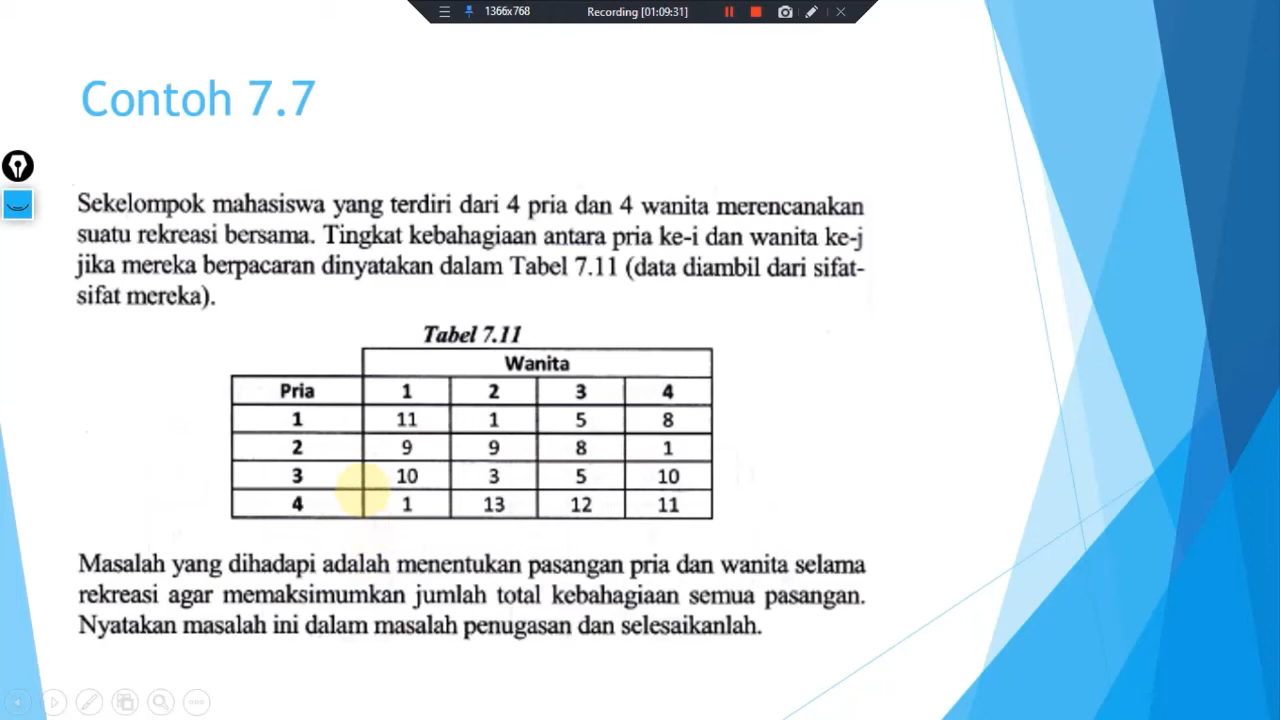 1366x768 Recording [01:09:31]
Contoh 7.7
Sekelompok mahasiswa yang terdiri dari 4 pria dan 4 wanita merencanakan
suatu rekreasi bersama. Tingkat kebahagiaan antara pria ke-i dan wanita ke-j
jika mereka berpacaran dinyatakan dalam Tabel 7.11 (data diambil dari sifat-
sifat mereka).
Tabel 7.11
Wanita
Pria 1 2 3 4
1 11 1 5 8
2 9 9 8 1
3 10 3 5 10
4 1 13 12 11
Masalah yang dihadapi adalah menentukan pasangan pria dan wanita selama
rekreasi agar memaksimumkan jumlah total kebahagiaan semua pasangan.
Nyatakan masalah ini dalam masalah penugasan dan selesaikanlah.